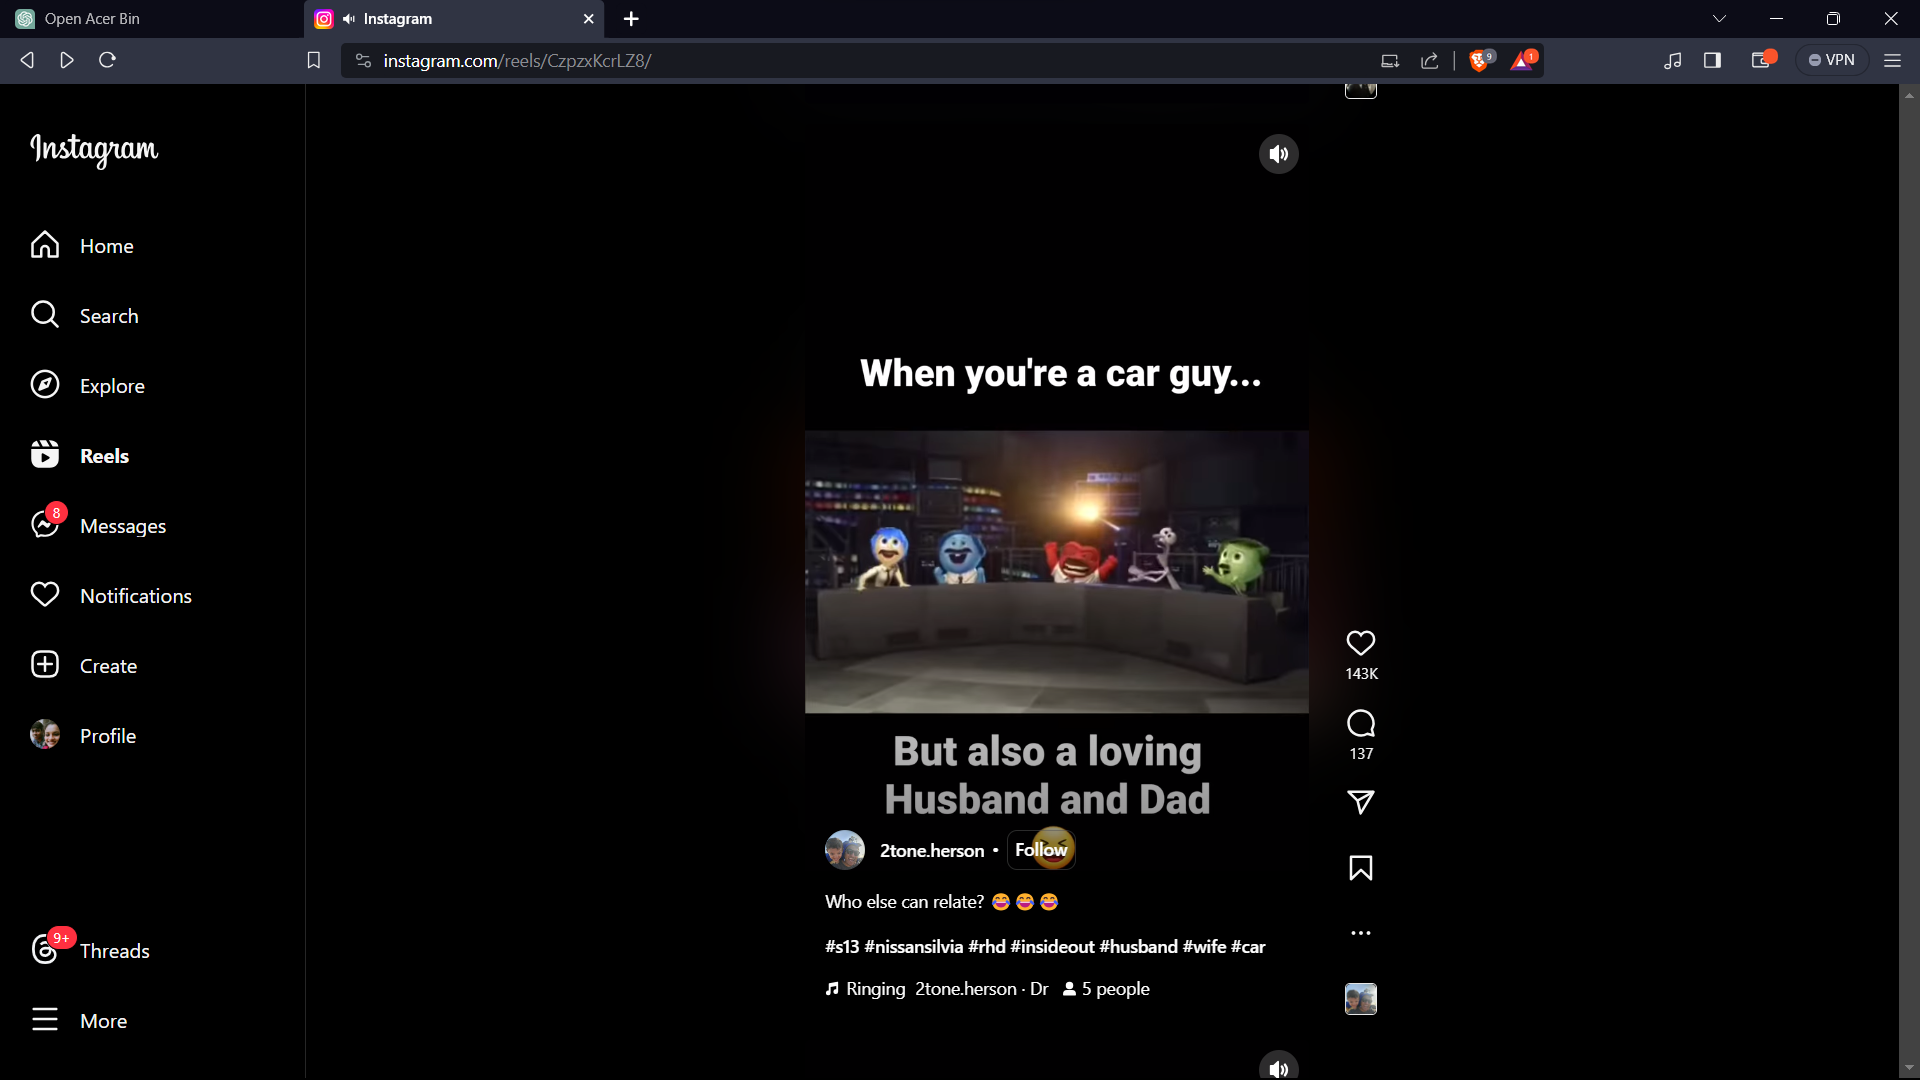 Open Acer Bin
Instagram
instagram.com/reels/CzpzxKcrLZ8/
9
1
VPN
Instagram
Home
Search
Explore
Reels
8
Messages
Notifications
Create
Profile
9+
Threads
More
When you're a car guy...
But also a loving
Husband and Dad
2tone.herson • Follow
Who else can relate? 😂😂😂
#s13 #nissansilvia #rhd #insideout #husband #wife #car
Ringing 2tone.herson · Dr 5 people
143K
137